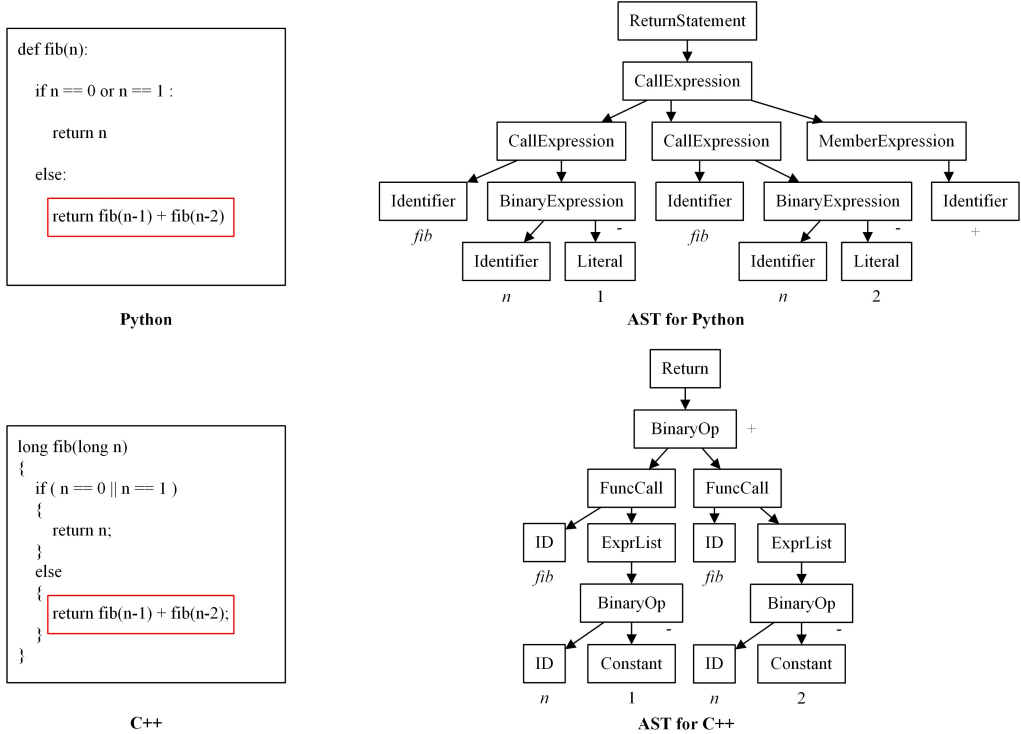 def fib(n):
if n == 0 or n == 1 :
return n
else:
return fib(n-1) + fib(n-2)
Python
ReturnStatement
CallExpression
CallExpression CallExpression MemberExpression
Identifier BinaryExpression Identifier BinaryExpression Identifier
fib - fib - +
Identifier Literal Identifier Literal
n 1 n 2
AST for Python
long fib(long n)
{
if ( n == 0 || n == 1 )
{
return n;
}
else
{
return fib(n-1) + fib(n-2);
}
}
C++
Return
BinaryOp +
FuncCall FuncCall
ID ExprList ID ExprList
fib fib
BinaryOp BinaryOp
- -
ID Constant ID Constant
n 1 n 2
AST for C++